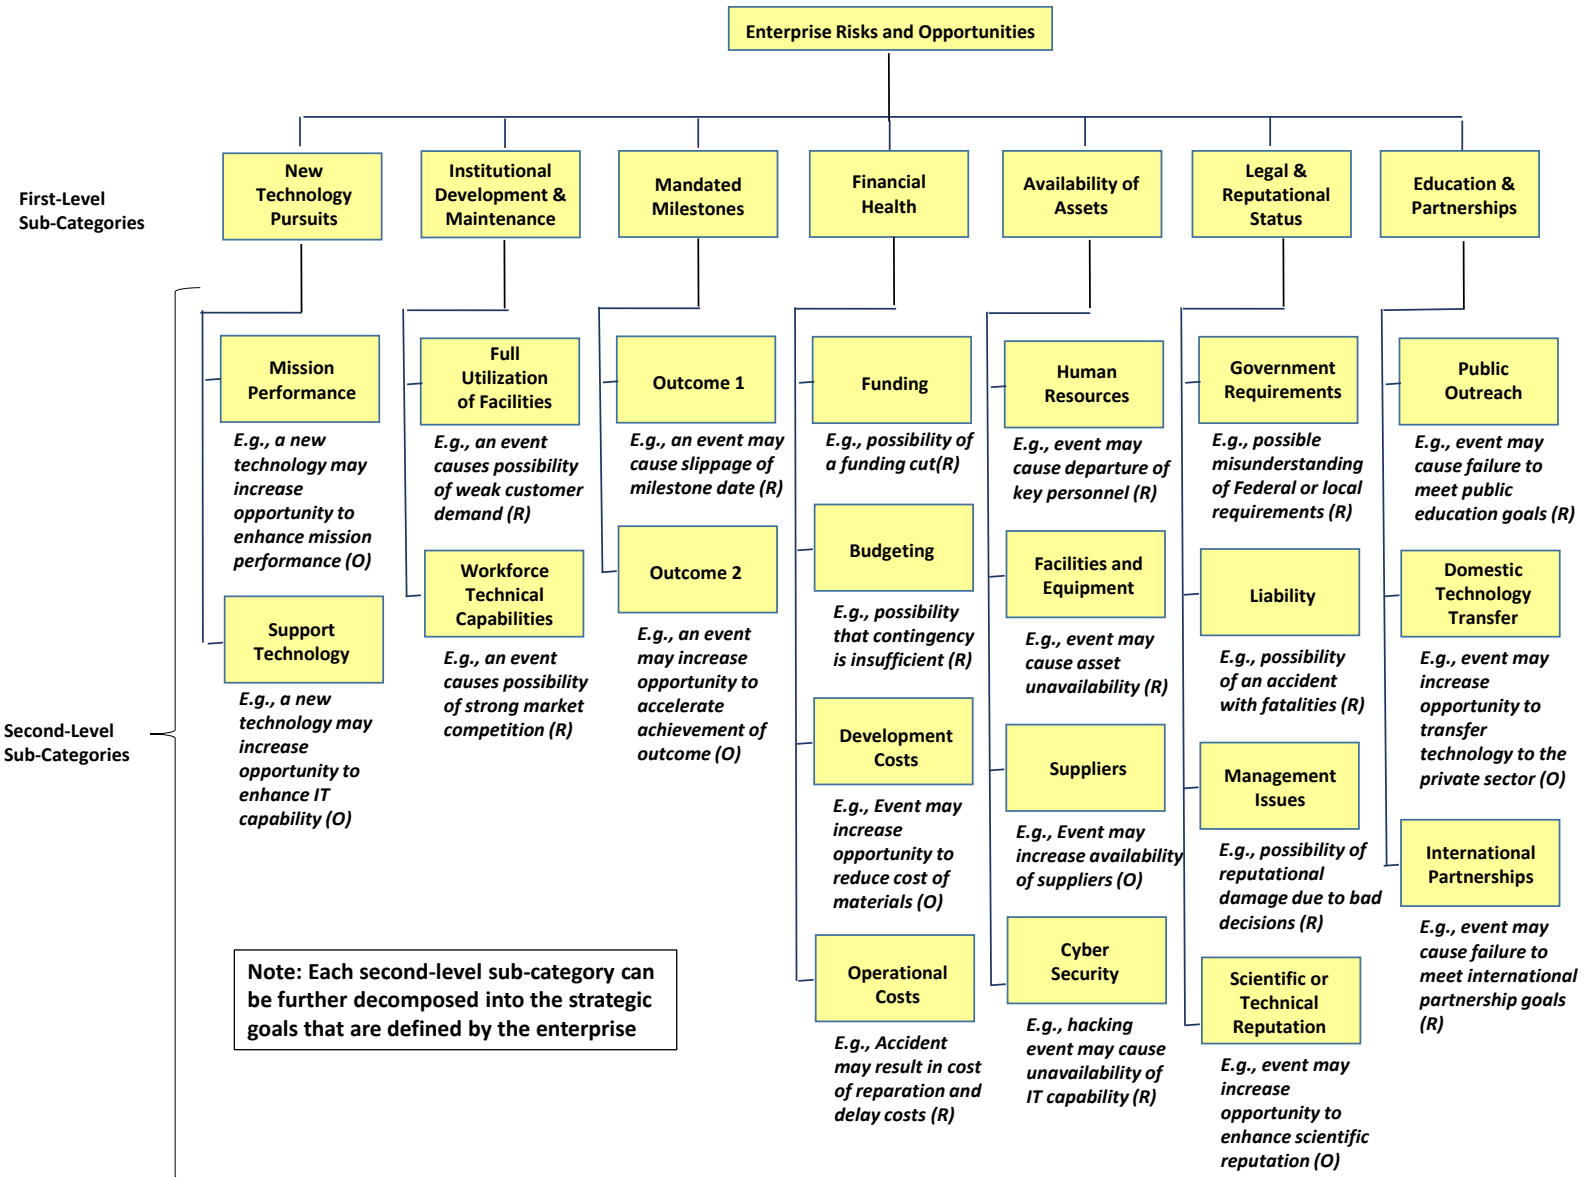 Enterprise Risks and Opportunities
First-Level
Sub-Categories
New
Technology
Pursuits
Institutional
Development &
Maintenance
Mandated
Milestones
Financial
Health
Availability of
Assets
Legal &
Reputational
Status
Education &
Partnerships
Second-Level
Sub-Categories
Mission
Performance
E.g., a new
technology may
increase
opportunity to
enhance mission
performance (O)
Support
Technology
E.g., a new
technology may
increase
opportunity to
enhance IT
capability (O)
Full
Utilization
of Facilities
E.g., an event
causes possibility
of weak customer
demand (R)
Workforce
Technical
Capabilities
E.g., an event
causes possibility
of strong market
competition (R)
Outcome 1
E.g., an event may
cause slippage of
milestone date (R)
Outcome 2
E.g., an event
may increase
opportunity to
accelerate
achievement of
outcome (O)
Funding
E.g., possibility of
a funding cut(R)
Budgeting
E.g., possibility
that contingency
is insufficient (R)
Development
Costs
E.g., Event may
increase
opportunity to
reduce cost of
materials (O)
Operational
Costs
E.g., Accident
may result in cost
of reparation and
delay costs (R)
Human
Resources
E.g., event may
cause departure of
key personnel (R)
Facilities and
Equipment
E.g., event may
cause asset
unavailability (R)
Suppliers
E.g., Event may
increase availability
of suppliers (O)
Cyber
Security
E.g., hacking
event may cause
unavailability of
IT capability (R)
Government
Requirements
E.g., possible
misunderstanding
of Federal or local
requirements (R)
Liability
E.g., possibility
of an accident
with fatalities (R)
Management
Issues
E.g., possibility of
reputational
damage due to bad
decisions (R)
Scientific or
Technical
Reputation
E.g., event may
increase
opportunity to
enhance scientific
reputation (O)
Public
Outreach
E.g., event may
cause failure to
meet public
education goals (R)
Domestic
Technology
Transfer
E.g., event may
increase
opportunity to
transfer
technology to the
private sector (O)
International
Partnerships
E.g., event may
cause failure to
meet international
partnership goals
(R)
Note: Each second-level sub-category can
be further decomposed into the strategic
goals that are defined by the enterprise